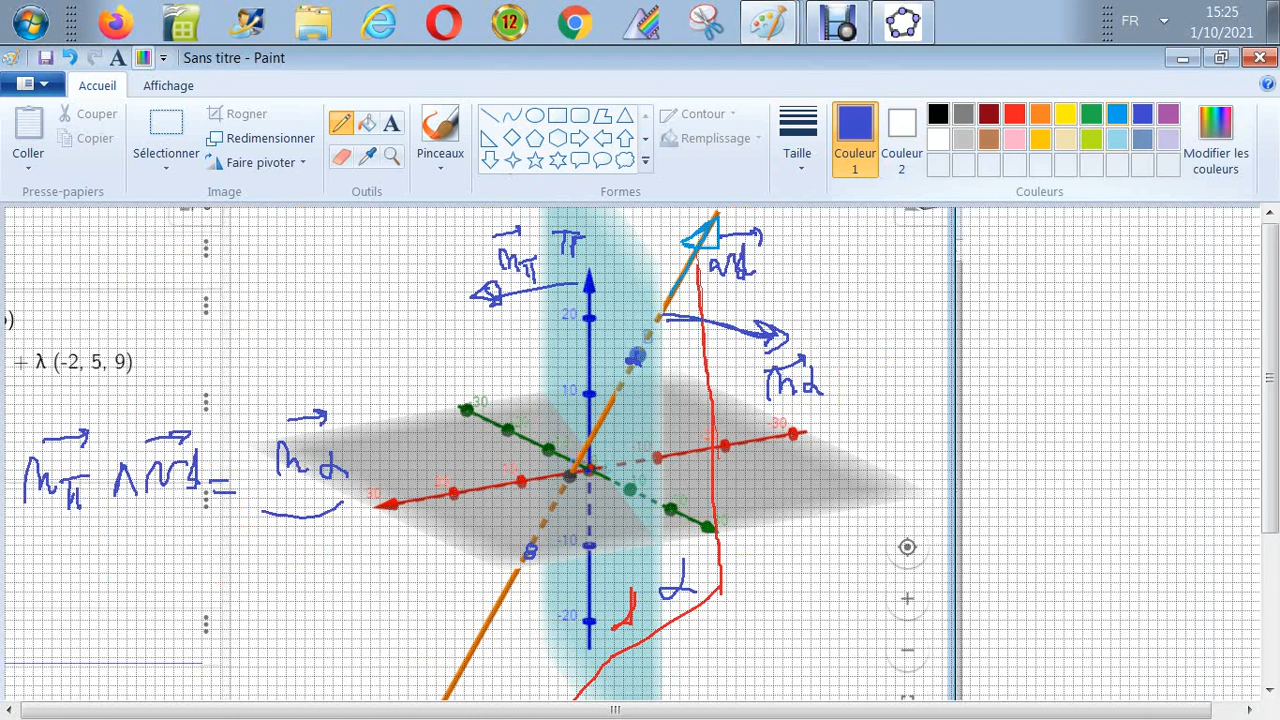 12
FR
15:25
1/10/2021
Sans titre - Paint
Accueil
Affichage
Coller
Couper
Copier
Presse-papiers
Sélectionner
Rogner
Redimensionner
Faire pivoter
Image
Outils
Pinceaux
Contour
Remplissage
Formes
Taille
Couleur 1
Couleur 2
Modifier les couleurs
Couleurs
n π
π
20
10
+ λ (-2, 5, 9)
n α
30
-30
-10
-20
n π ∧ v d = n α
α